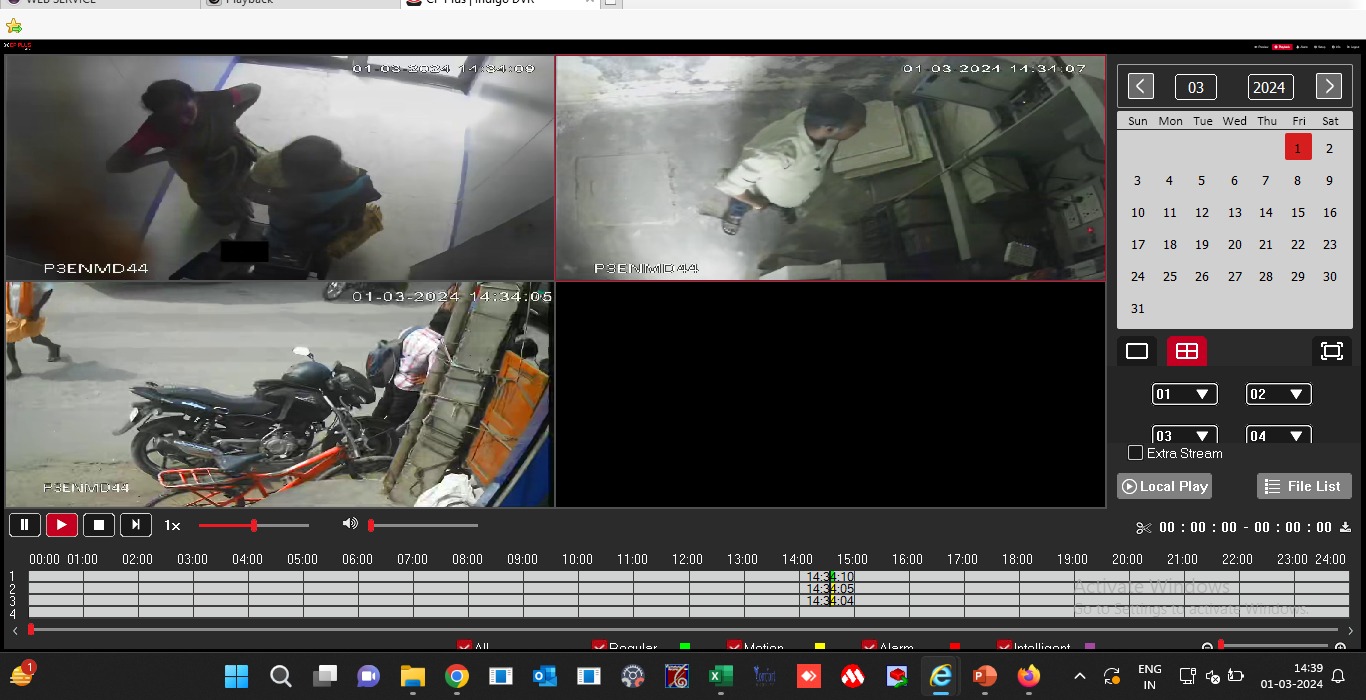 WEB SERVICE
Playback
CP Plus | Indigo DVR
01-03-2024 14:34:09
P3ENMD44
01-03-2024 14:34:07
P3ENMD44
01-03-2024 14:34:05
P3ENMD44
03 2024
Sun Mon Tue Wed Thu Fri Sat
1 2
3 4 5 6 7 8 9
10 11 12 13 14 15 16
17 18 19 20 21 22 23
24 25 26 27 28 29 30
31
01 02
03 04
Extra Stream
Local Play File List
1x
00 : 00 : 00 - 00 : 00 : 00
00:00 01:00 02:00 03:00 04:00 05:00 06:00 07:00 08:00 09:00 10:00 11:00 12:00 13:00 14:00 15:00 16:00 17:00 18:00 19:00 20:00 21:00 22:00 23:00 24:00
1 14:34:10
2 14:34:05
3 14:34:04
4
Activate Windows
Go to Settings to activate Windows.
All Regular Motion Alarm Intelligent
1
ENG
IN
14:39
01-03-2024